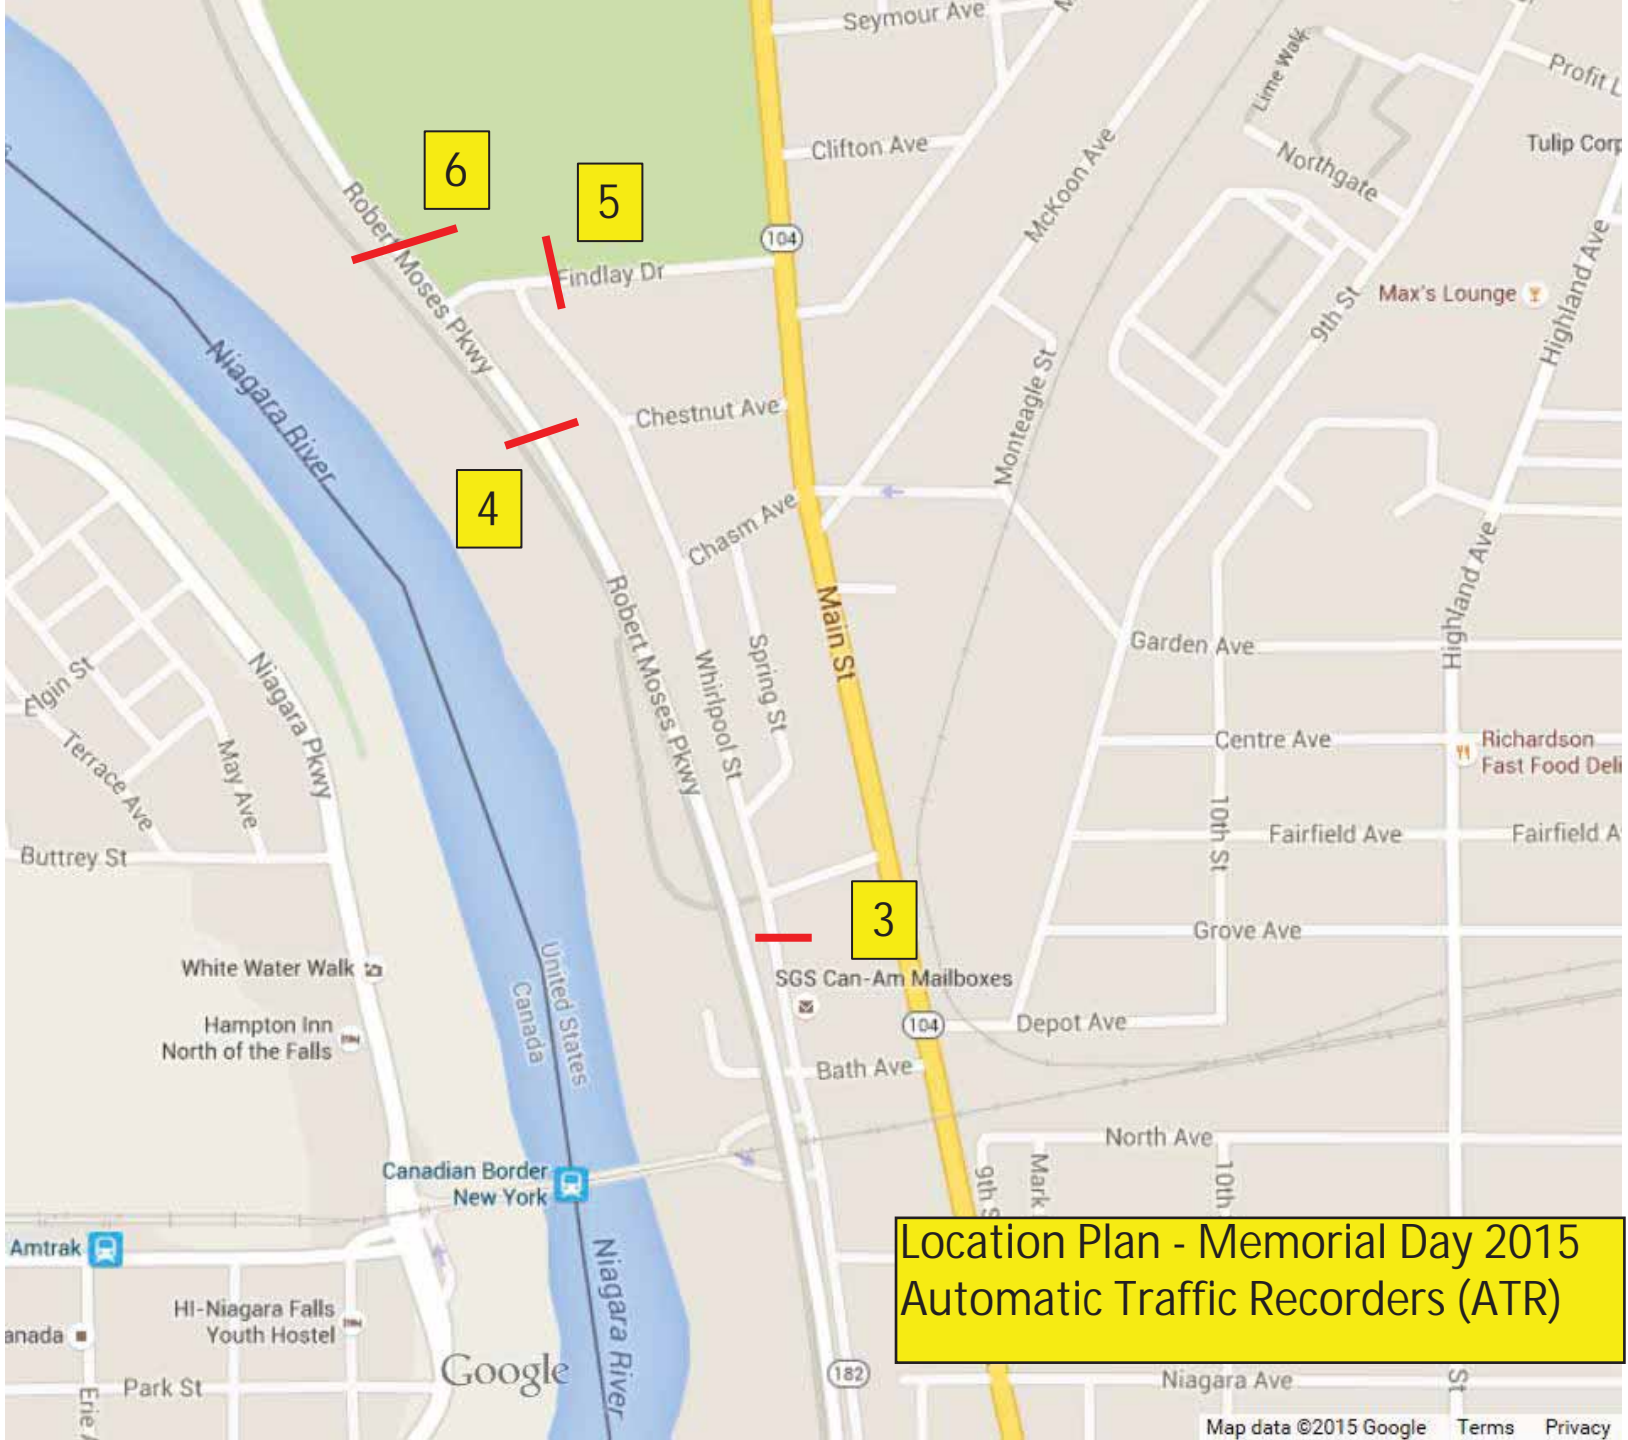 Seymour Ave
Lime Walk
Profit L
Clifton Ave
Tulip Corp
6
5
Northgate
McKoon Ave
Robert Moses Pkwy
104
Findlay Dr
Max's Lounge
9th St
Highland Ave
Niagara River
Chestnut Ave
Monteagle St
4
Chasm Ave
Robert Moses Pkwy
Main St
Highland Ave
Whirlpool St
Spring St
Garden Ave
Elgin St
Niagara Pkwy
Terrace Ave
May Ave
Centre Ave
Richardson
Fast Food Deli
10th St
Fairfield Ave
Fairfield A
Buttrey St
3
Grove Ave
White Water Walk
United States
Canada
SGS Can-Am Mailboxes
Hampton Inn
North of the Falls
104
Depot Ave
Bath Ave
North Ave
Canadian Border
New York
9th S
Mark
10th
Amtrak
Location Plan - Memorial Day 2015
Automatic Traffic Recorders (ATR)
Niagara River
HI-Niagara Falls
Youth Hostel
anada
Google
182
Park St
Erie A
Niagara Ave
St
Map data ©2015 Google
Terms
Privacy